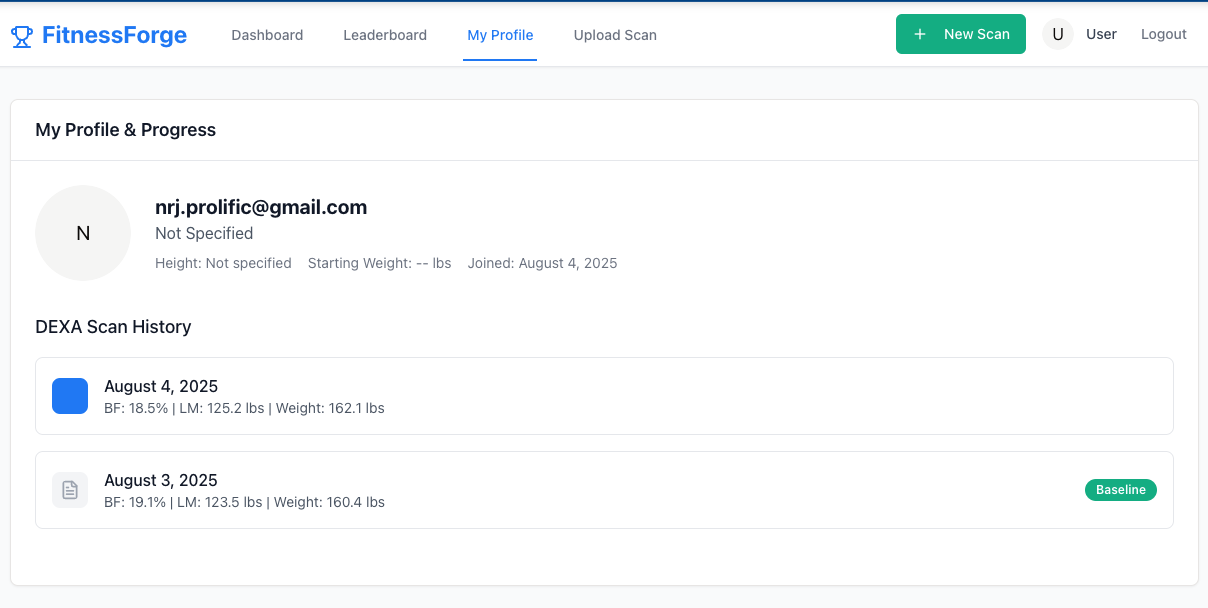 FitnessForge
Dashboard
Leaderboard
My Profile
Upload Scan
+ New Scan
U
User
Logout
My Profile & Progress
N
nrj.prolific@gmail.com
Not Specified
Height: Not specified Starting Weight: -- lbs Joined: August 4, 2025
DEXA Scan History
August 4, 2025
BF: 18.5% | LM: 125.2 lbs | Weight: 162.1 lbs
August 3, 2025
BF: 19.1% | LM: 123.5 lbs | Weight: 160.4 lbs
Baseline